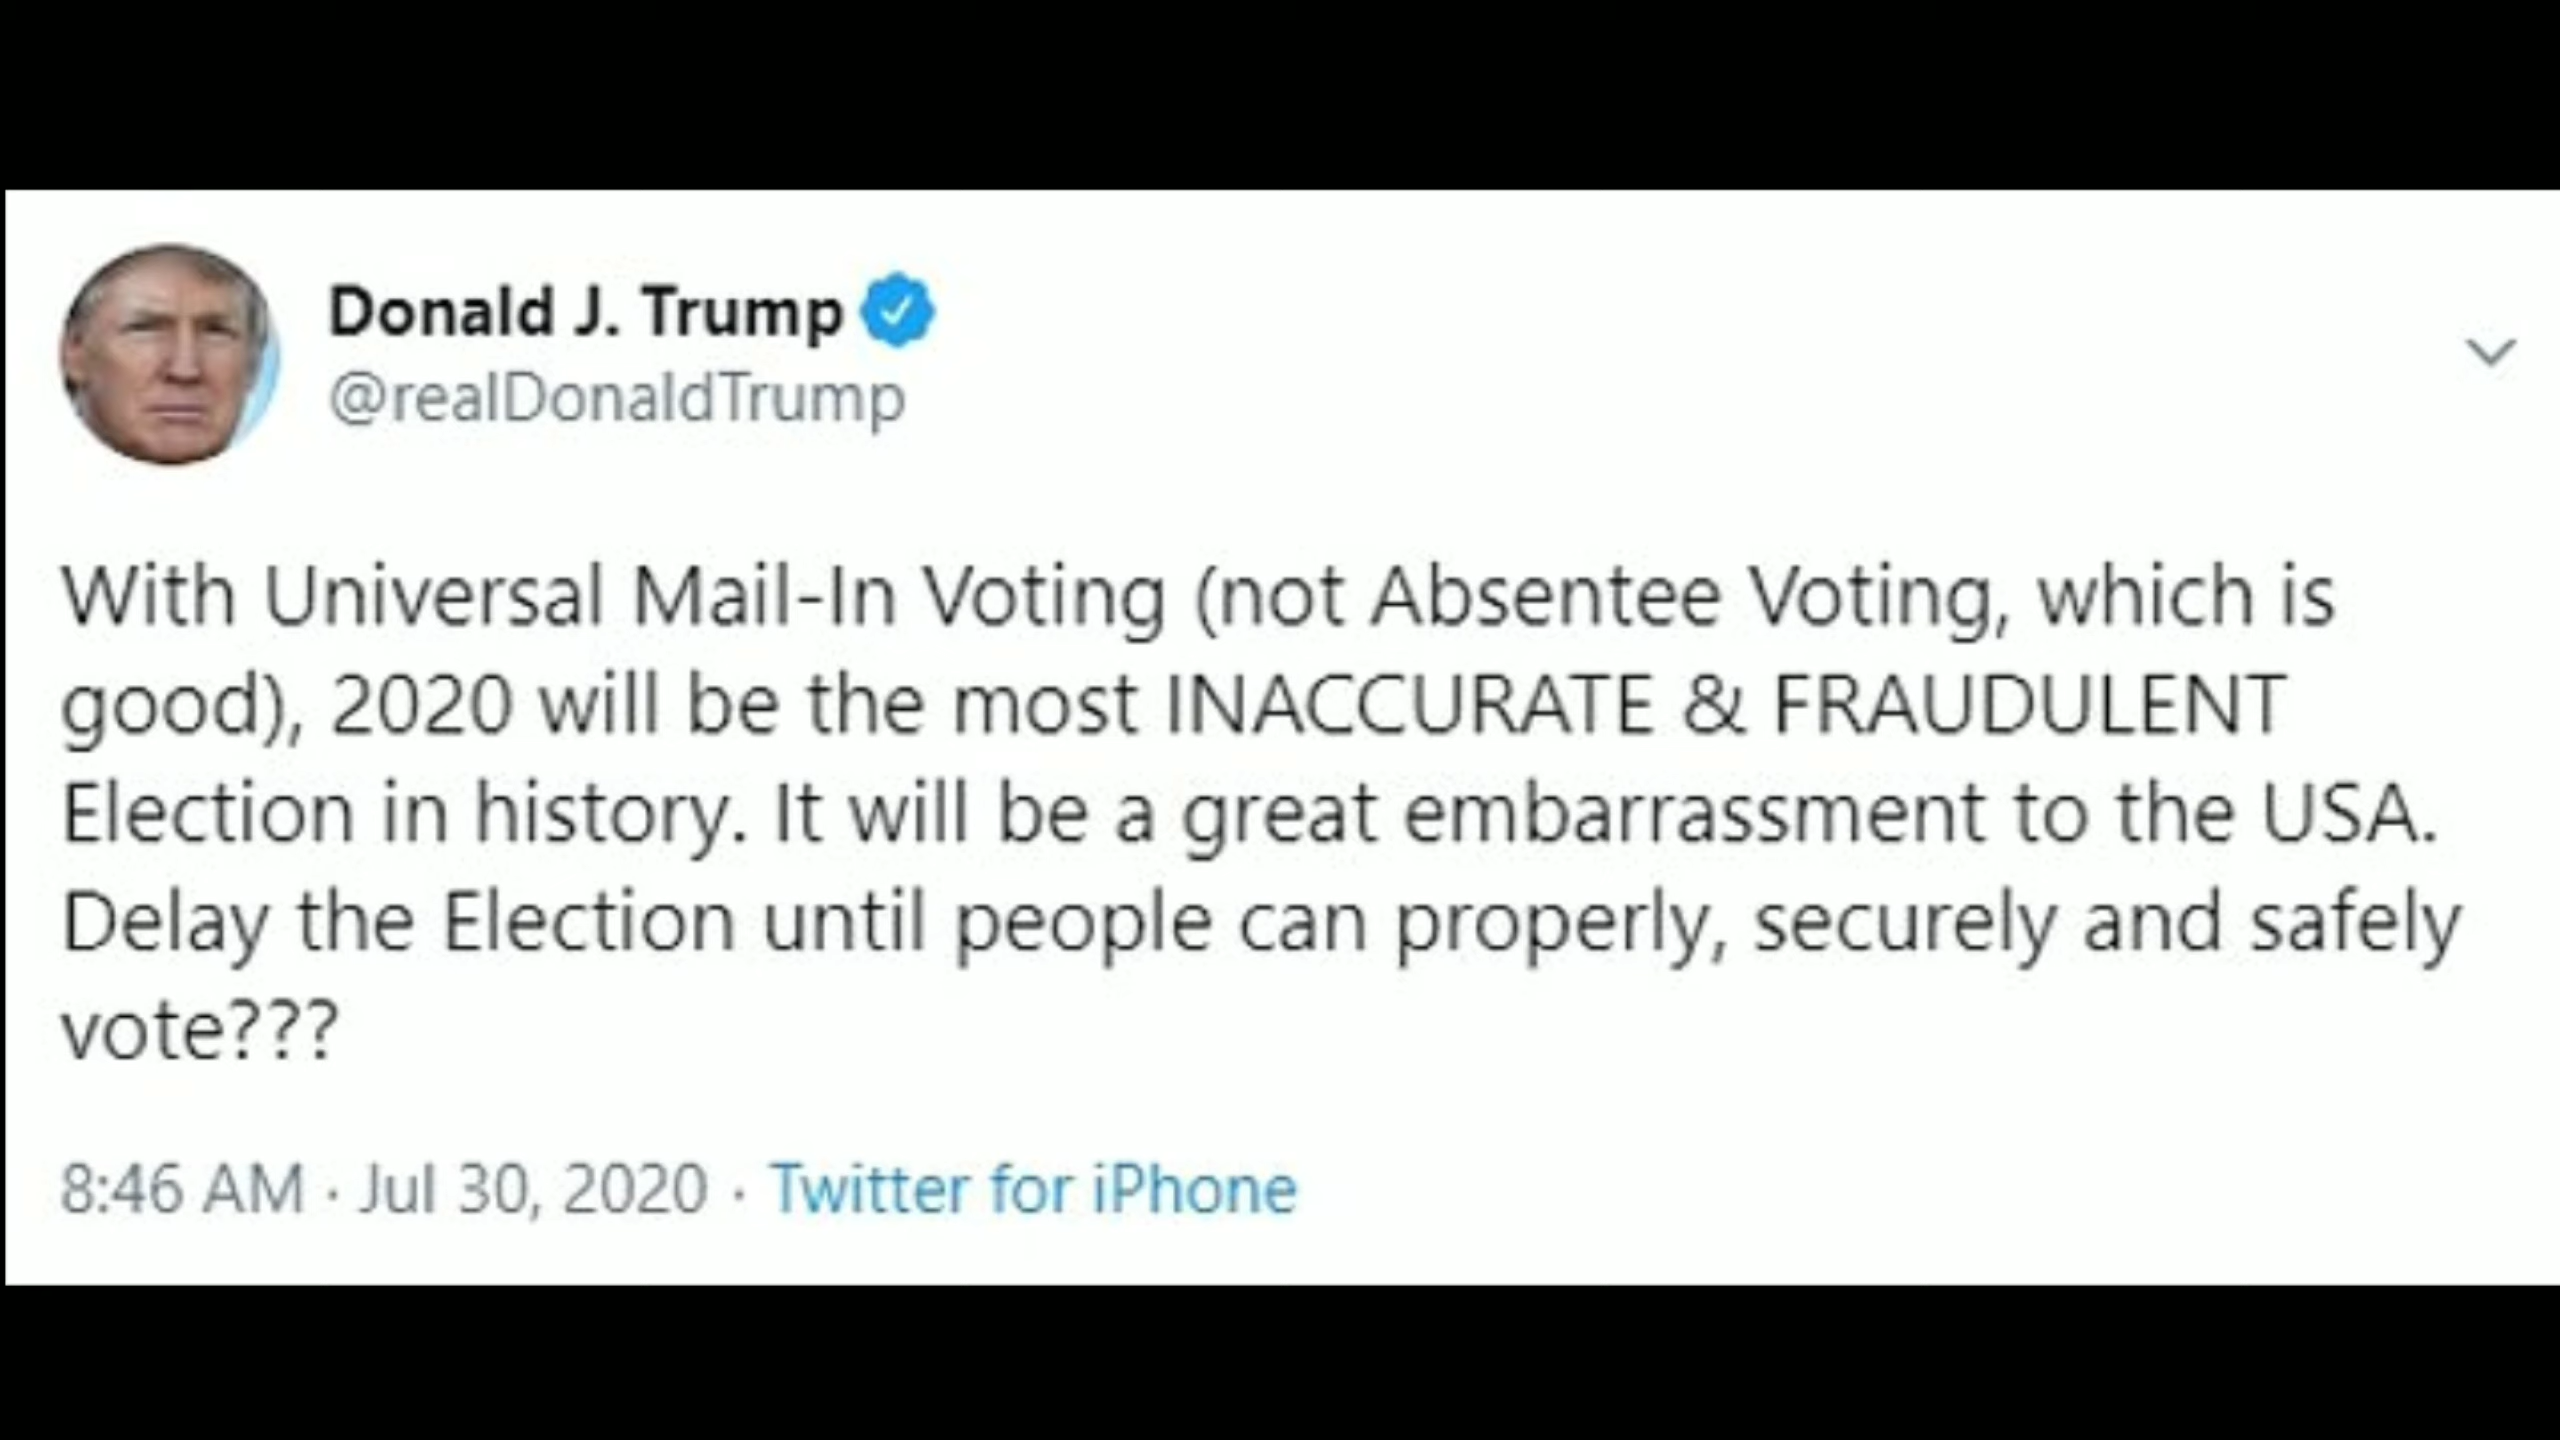 Donald J. Trump
@realDonaldTrump
With Universal Mail-In Voting (not Absentee Voting, which is
good), 2020 will be the most INACCURATE & FRAUDULENT
Election in history. It will be a great embarrassment to the USA.
Delay the Election until people can properly, securely and safely
vote???
8:46 AM · Jul 30, 2020 · Twitter for iPhone